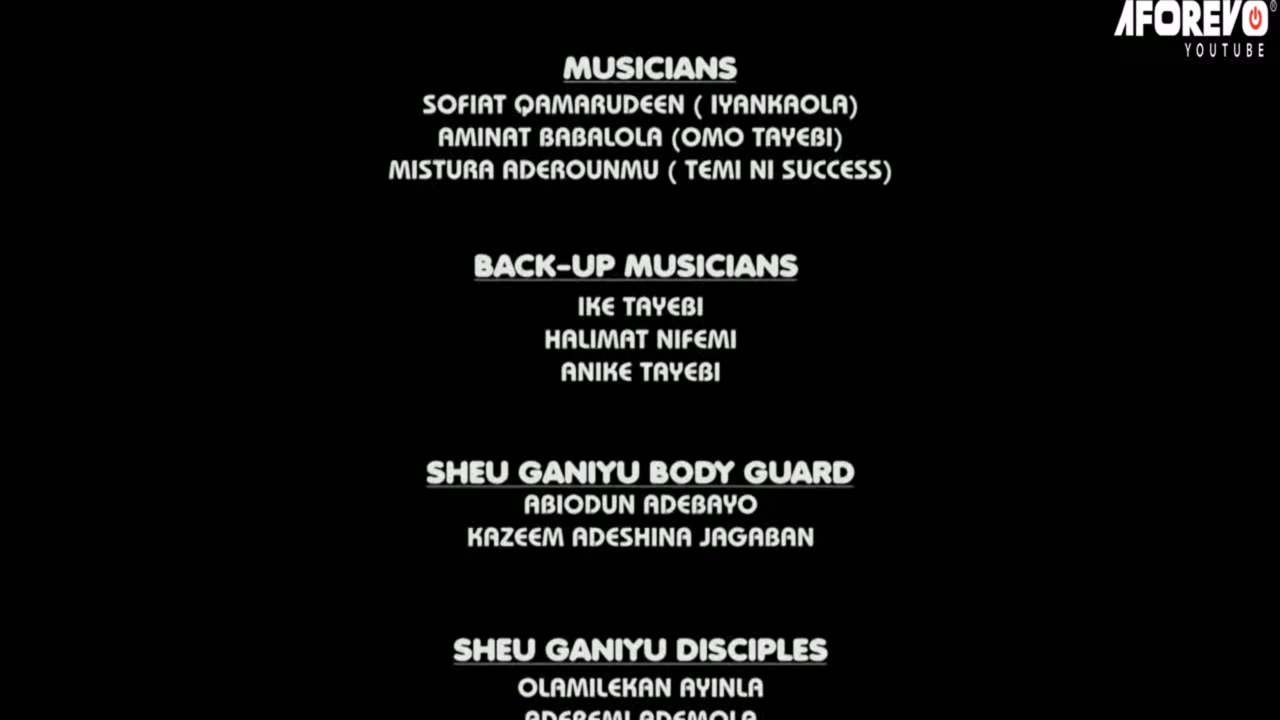 AFOREVO
YOUTUBE
MUSICIANS
SOFIAT QAMARUDEEN ( IYANKAOLA)
AMINAT BABALOLA (OMO TAYEBI)
MISTURA ADEROUNMU ( TEMI NI SUCCESS)
BACK-UP MUSICIANS
IKE TAYEBI
HALIMAT NIFEMI
ANIKE TAYEBI
SHEU GANIYU BODY GUARD
ABIODUN ADEBAYO
KAZEEM ADESHINA JAGABAN
SHEU GANIYU DISCIPLES
OLAMILEKAN AYINLA
ADEMOLA